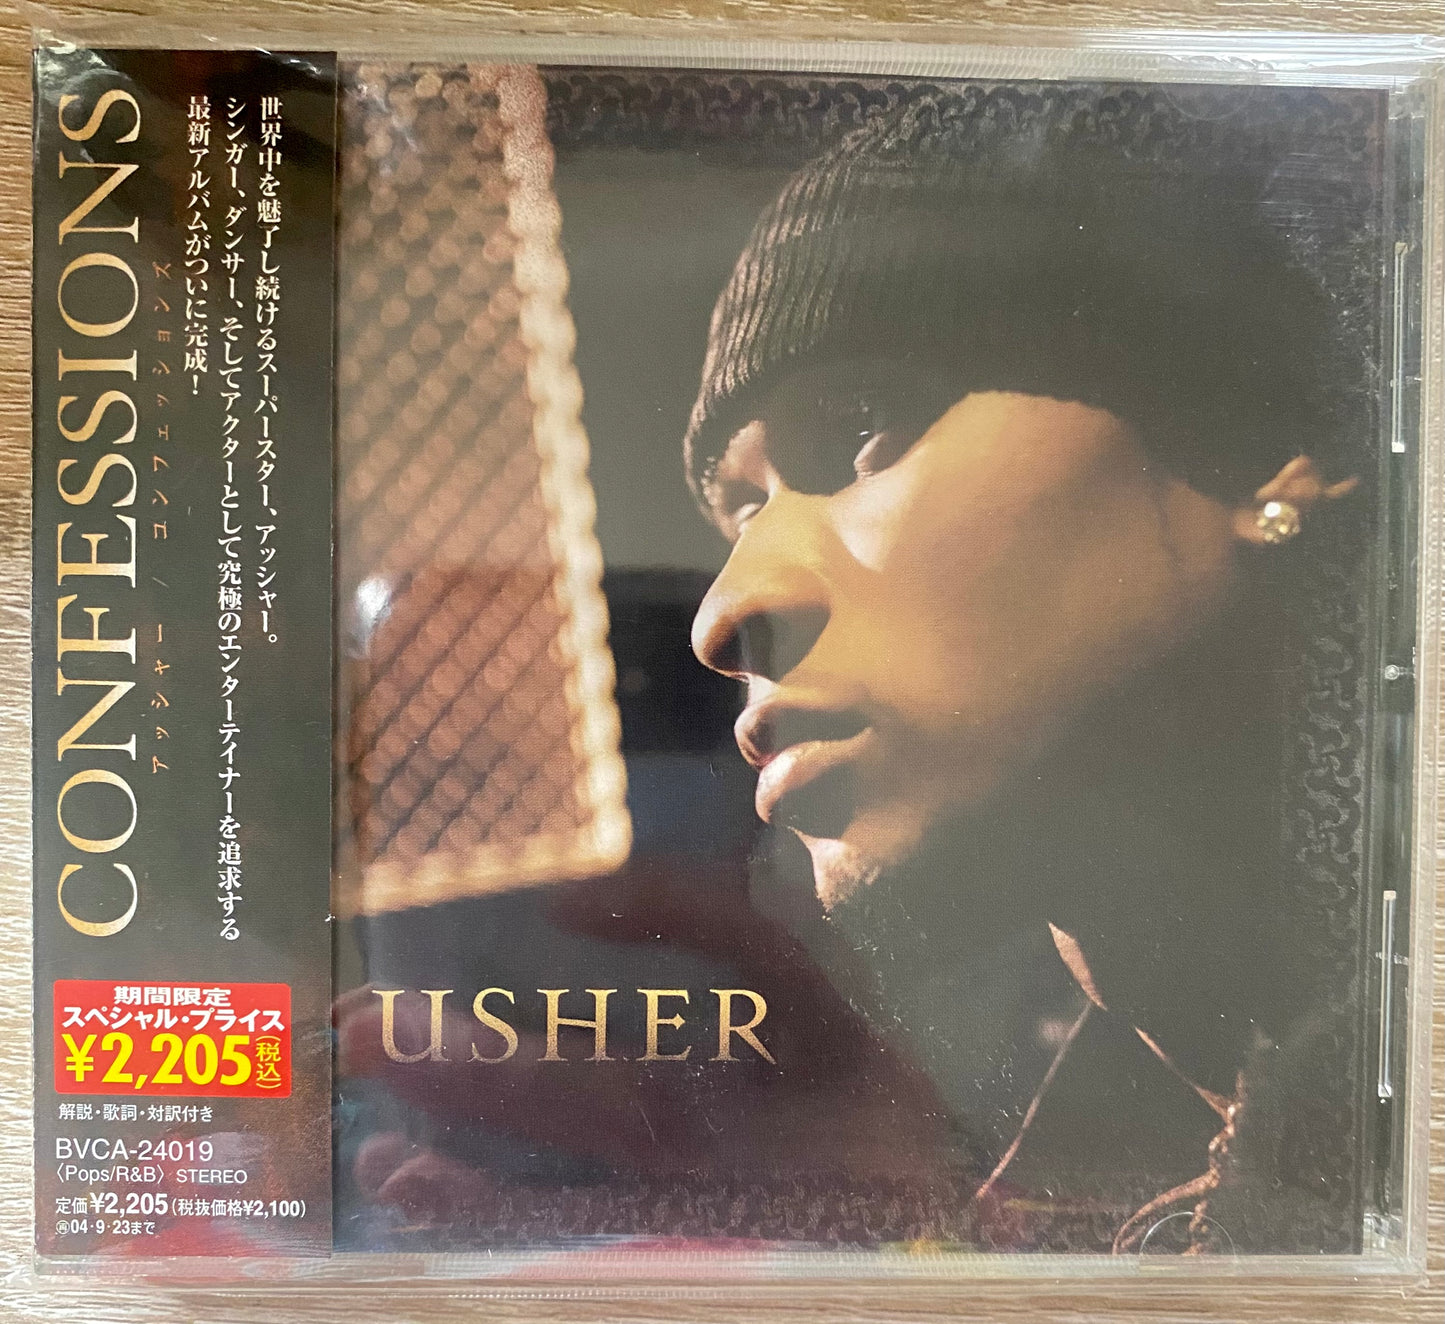 CONFESSIONS
アッシャー / コンフェッションズ
世界中を魅了し続けるスーパースター、アッシャー。
シンガー、ダンサー、そしてアクターとして究極のエンターテイナーを追求する
最新アルバムがついに完成！
期間限定
スペシャル・プライス
¥2,205(税込)
解説・歌詞・対訳付き
BVCA-24019
〈Pops/R&B〉 STEREO
定価¥2,205(税抜価格¥2,100)
㊢04・9・23まで
USHER